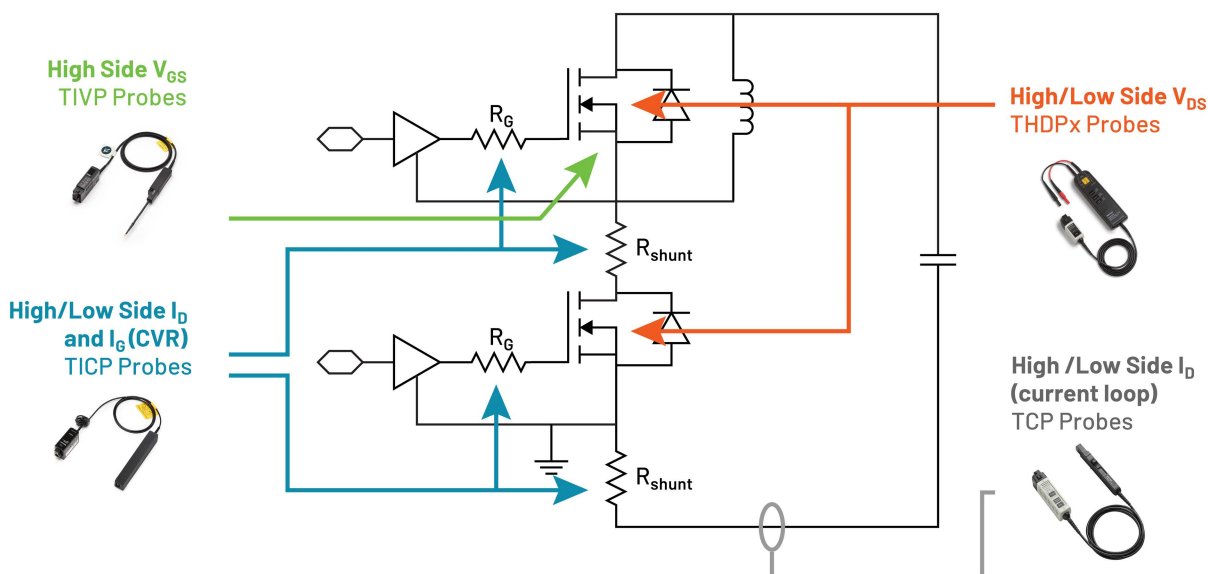 High Side VGS
TIVP Probes
High/Low Side ID
and IG (CVR)
TICP Probes
RG
Rshunt
RG
Rshunt
High/Low Side VDS
THDPx Probes
High /Low Side ID
(current loop)
TCP Probes